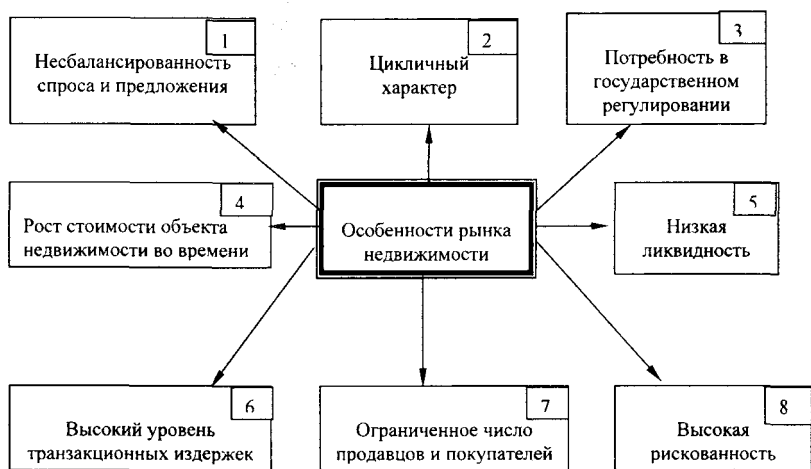 1
Несбалансированность
спроса и предложения
2
Цикличный
характер
3
Потребность в
государственном
регулировании
4
Рост стоимости объекта
недвижимости во времени
Особенности рынка
недвижимости
5
Низкая
ликвидность
6
Высокий уровень
транзакционных издержек
7
Ограниченное число
продавцов и покупателей
8
Высокая
рискованность